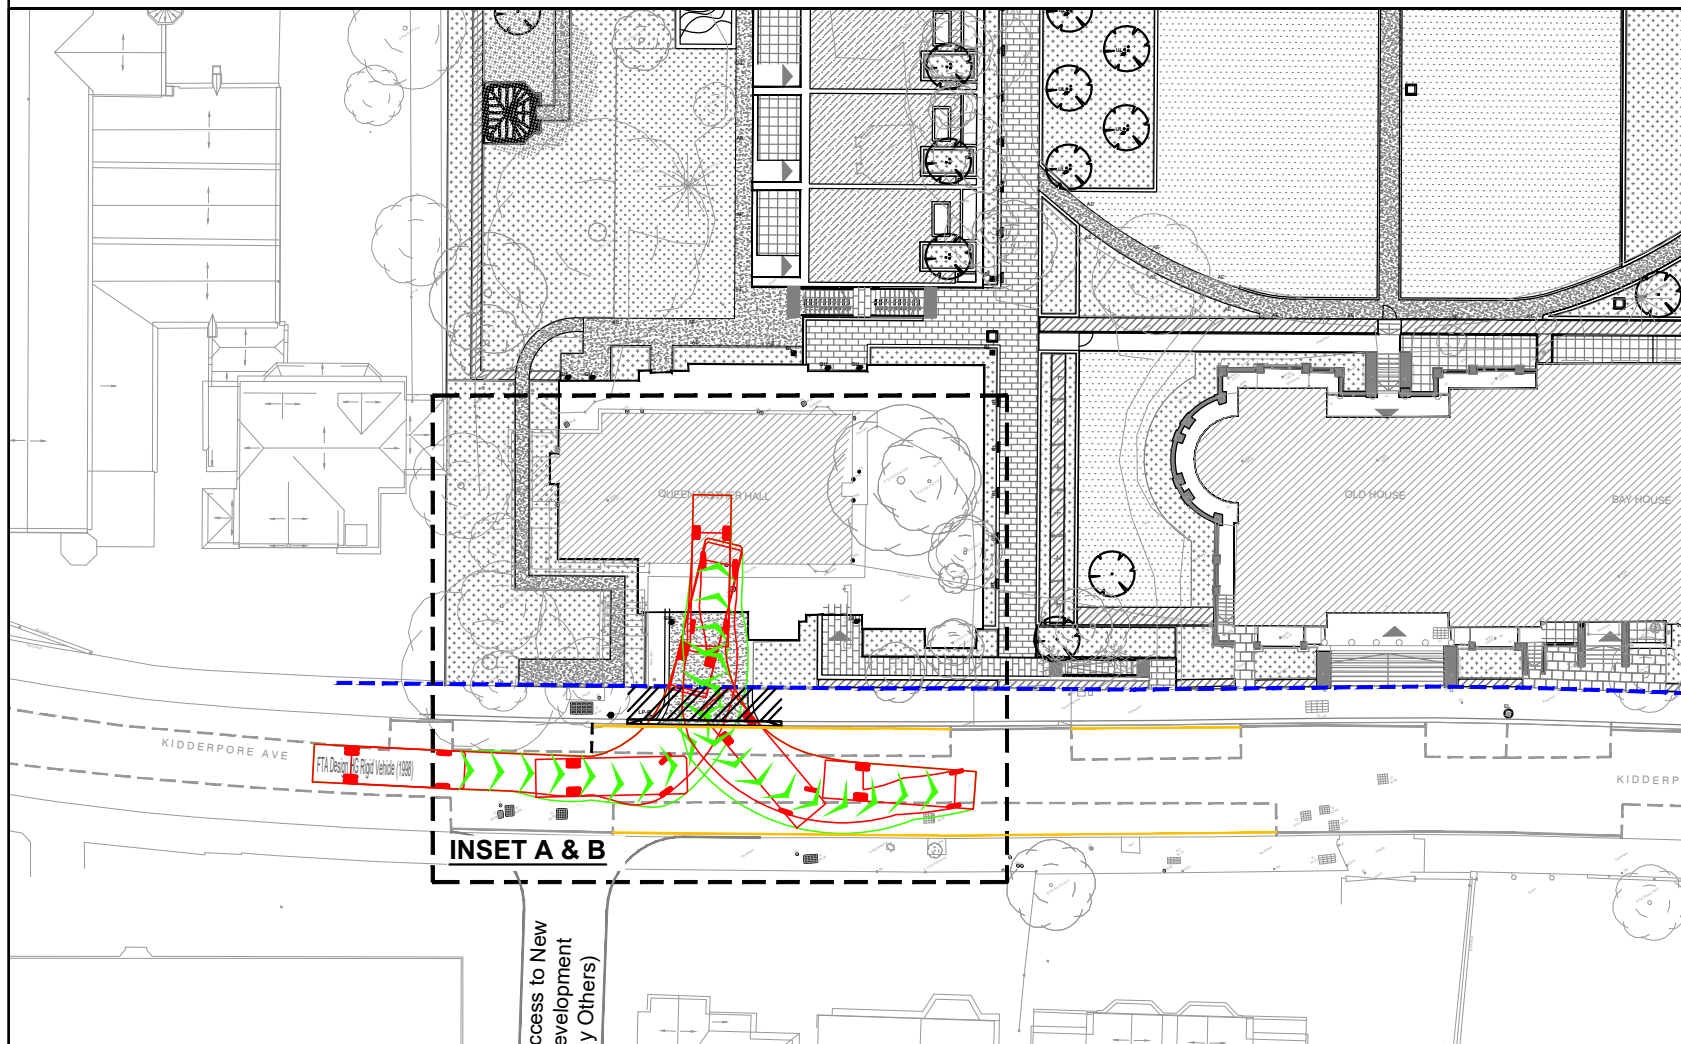 QUEEN MOTHER HALL
OLD HOUSE
BAY HOUSE
KIDDERPORE AVE
FTA Design HG Rigid Vehicle (1998)
KIDDERP
INSET A & B
ccess to New
evelopment
y Others)